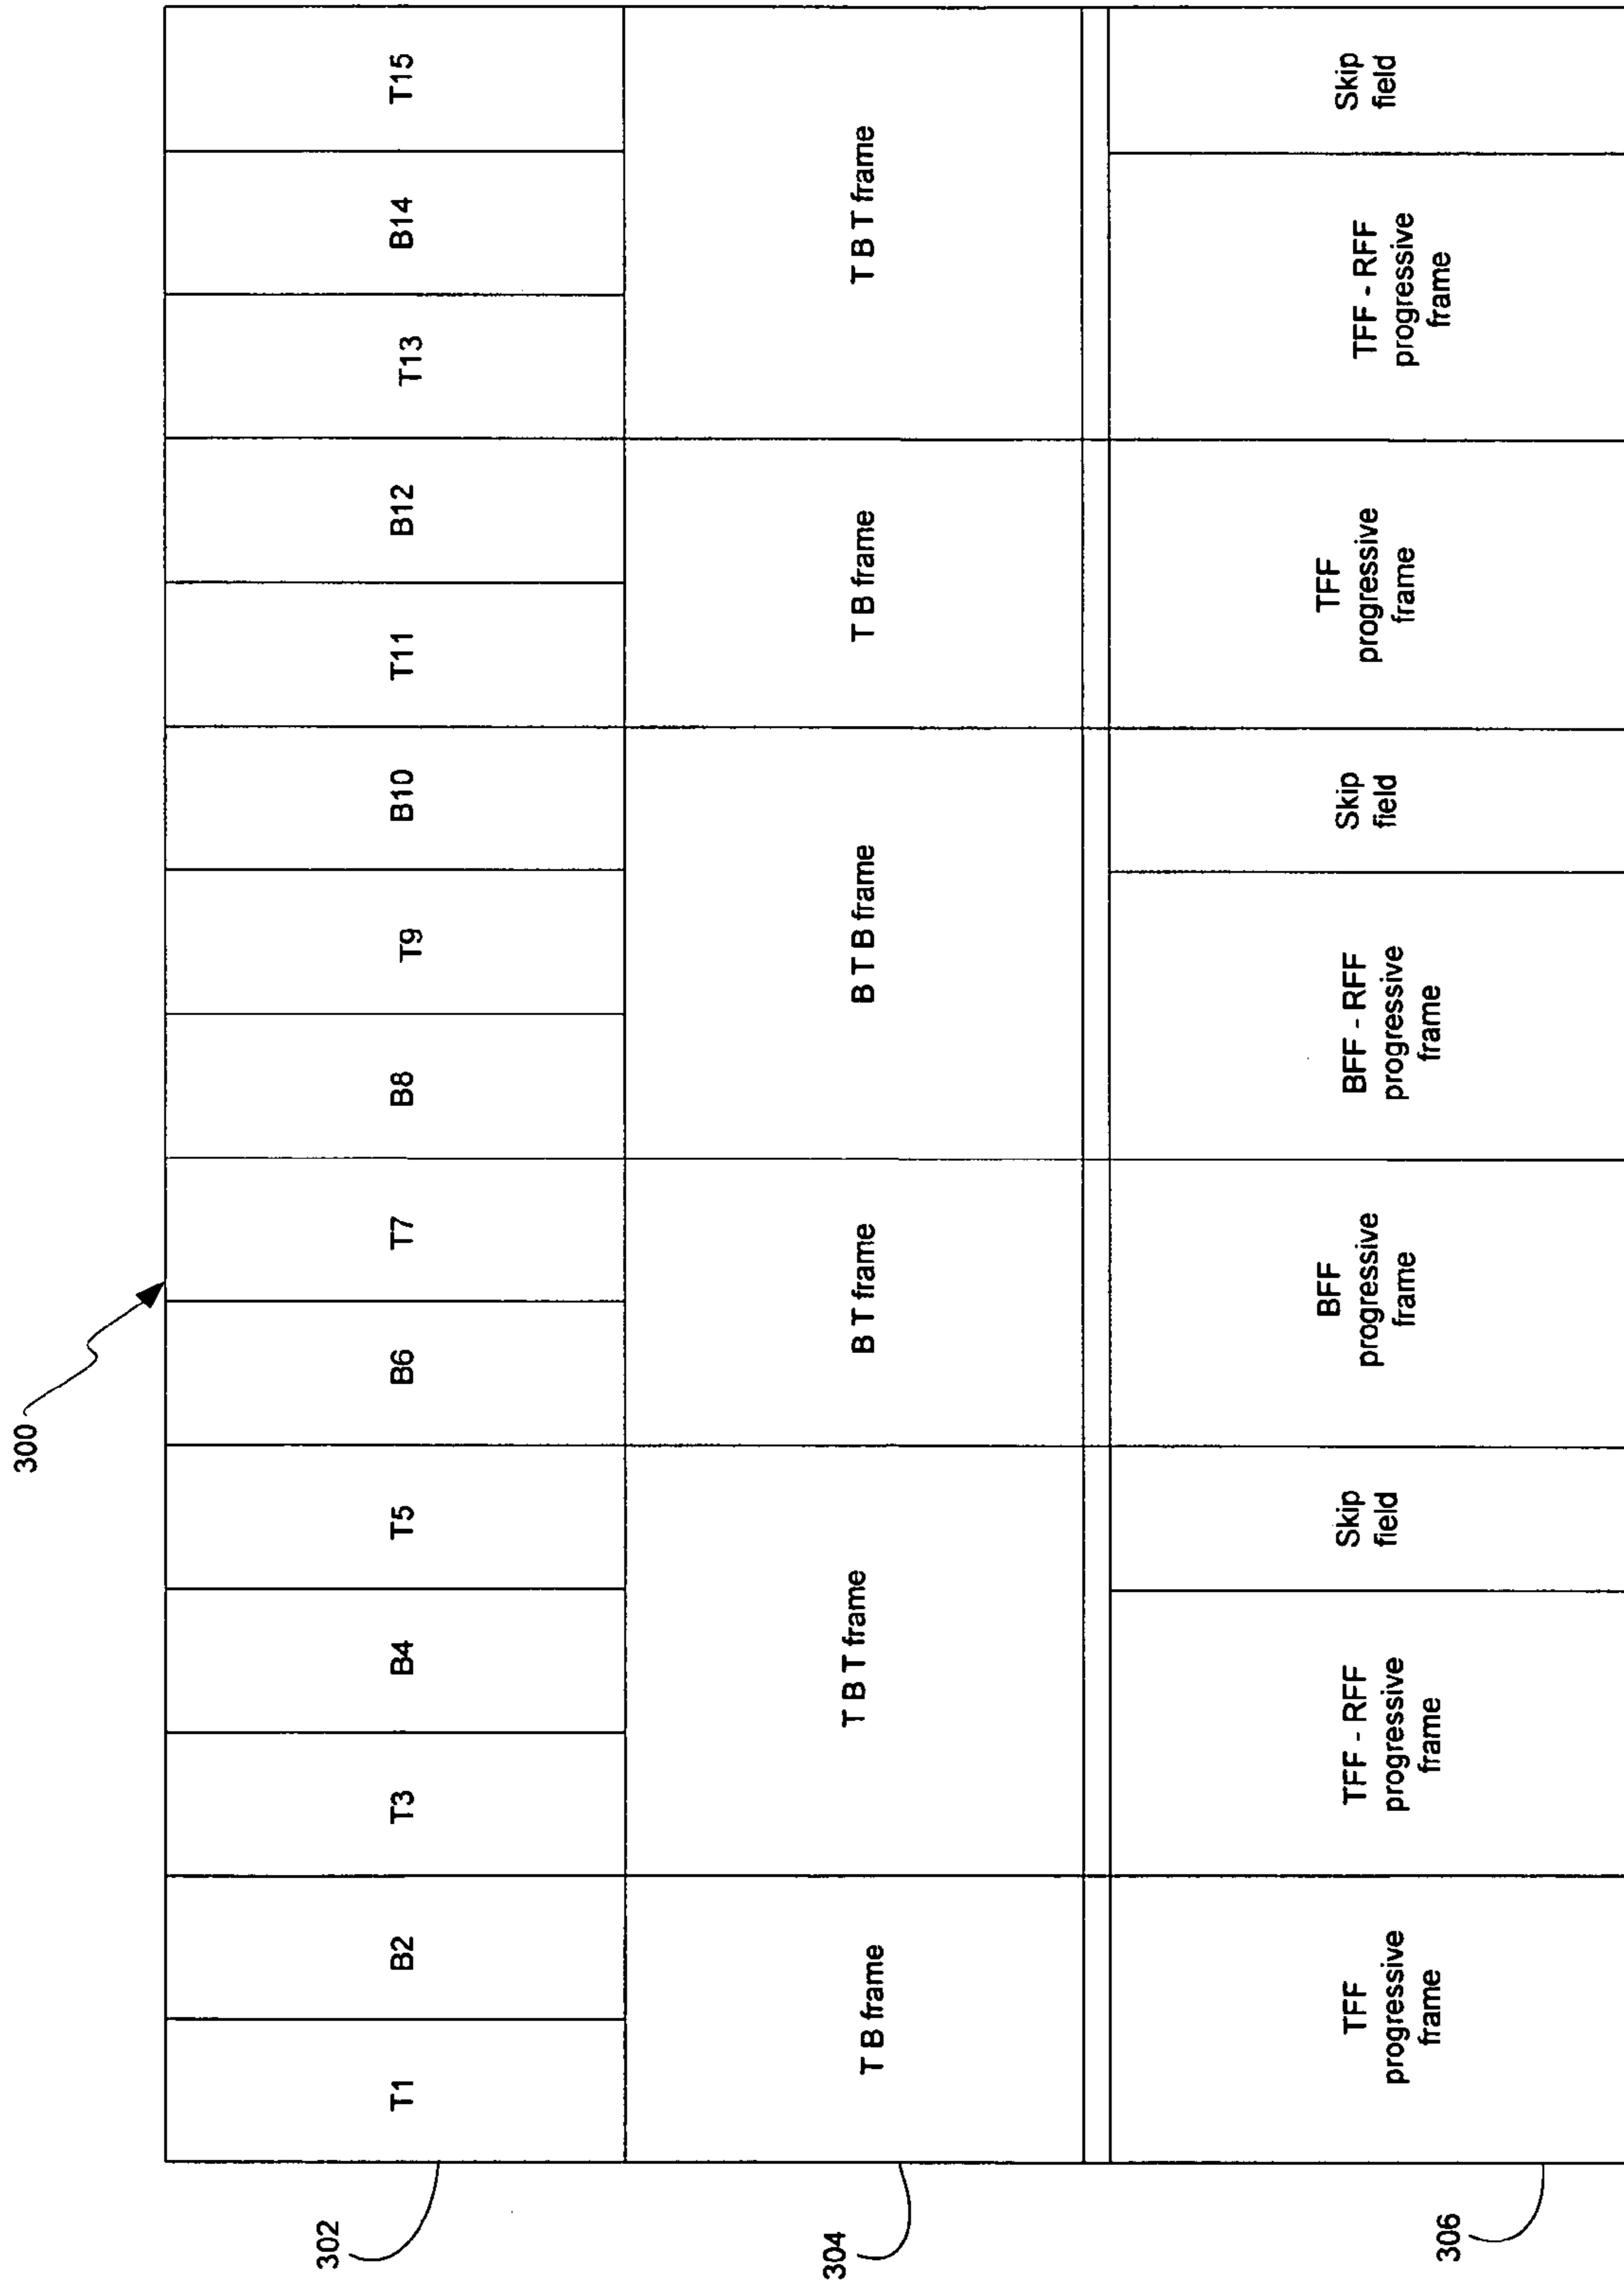 300
302
T1
B2
T3
B4
T5
B6
T7
B8
T9
B10
T11
B12
T13
B14
T15
304
T B frame
T B T frame
B T frame
B T B frame
T B frame
T B T frame
306
TFF
progressive
frame
TFF - RFF
progressive
frame
Skip
field
BFF
progressive
frame
BFF - RFF
progressive
frame
Skip
field
TFF
progressive
frame
TFF - RFF
progressive
frame
Skip
field